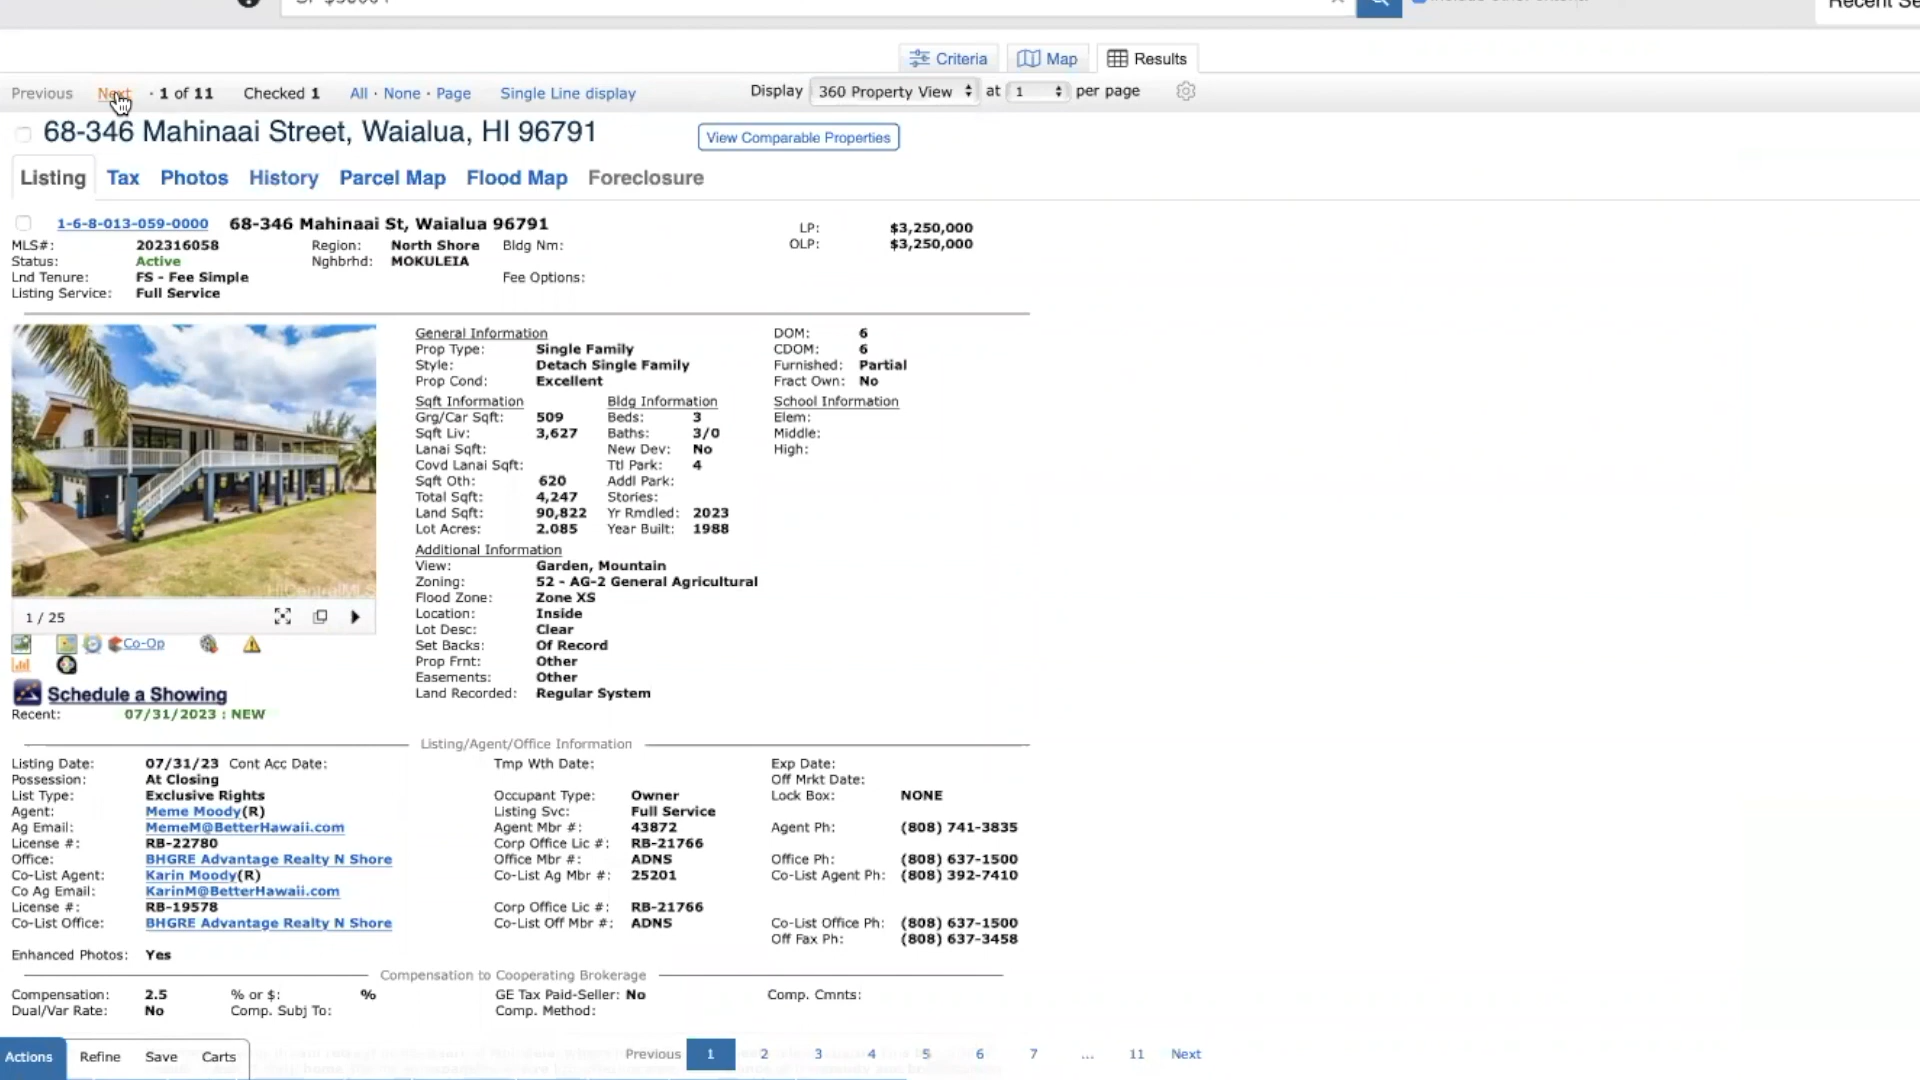 Criteria Map Results
Previous Next · 1 of 11 Checked 1 All · None · Page Single Line display Display 360 Property View at 1 per page
68-346 Mahinaai Street, Waialua, HI 96791 View Comparable Properties
Listing Tax Photos History Parcel Map Flood Map Foreclosure
1-6-8-013-059-0000 68-346 Mahinaai St, Waialua 96791 LP: $3,250,000
MLS#: 202316058 Region: North Shore Bldg Nm: OLP: $3,250,000
Status: Active Nghbrhd: MOKULEIA
Lnd Tenure: FS - Fee Simple Fee Options:
Listing Service: Full Service
General Information DOM: 6
Prop Type: Single Family CDOM: 6
Style: Detach Single Family Furnished: Partial
Prop Cond: Excellent Fract Own: No
Sqft Information Bldg Information School Information
Grg/Car Sqft: 509 Beds: 3 Elem:
Sqft Liv: 3,627 Baths: 3/0 Middle:
Lanai Sqft: New Dev: No High:
Covd Lanai Sqft: Ttl Park: 4
Sqft Oth: 620 Addl Park:
Total Sqft: 4,247 Stories:
Land Sqft: 90,822 Yr Rmdled: 2023
Lot Acres: 2.085 Year Built: 1988
Additional Information
View: Garden, Mountain
Zoning: 52 - AG-2 General Agricultural
Flood Zone: Zone XS
Location: Inside
Lot Desc: Clear
Set Backs: Of Record
Prop Frnt: Other
Easements: Other
Land Recorded: Regular System
1 / 25
Co-Op
Schedule a Showing
Recent: 07/31/2023 : NEW
Listing/Agent/Office Information
Listing Date: 07/31/23 Cont Acc Date: Tmp Wth Date: Exp Date:
Possession: At Closing Off Mrkt Date:
List Type: Exclusive Rights Occupant Type: Owner Lock Box: NONE
Agent: Meme Moody(R) Listing Svc: Full Service
Ag Email: MemeM@BetterHawaii.com Agent Mbr #: 43872 Agent Ph: (808) 741-3835
License #: RB-22780 Corp Office Lic #: RB-21766
Office: BHGRE Advantage Realty N Shore Office Mbr #: ADNS Office Ph: (808) 637-1500
Co-List Agent: Karin Moody(R) Co-List Ag Mbr #: 25201 Co-List Agent Ph: (808) 392-7410
Co Ag Email: KarinM@BetterHawaii.com
License #: RB-19578 Corp Office Lic #: RB-21766
Co-List Office: BHGRE Advantage Realty N Shore Co-List Off Mbr #: ADNS Co-List Office Ph: (808) 637-1500
Off Fax Ph: (808) 637-3458
Enhanced Photos: Yes
Compensation to Cooperating Brokerage
Compensation: 2.5 % or $: % GE Tax Paid-Seller: No Comp. Cmnts:
Dual/Var Rate: No Comp. Subj To: Comp. Method:
Actions Refine Save Carts Previous 1 2 3 4 5 6 7 ... 11 Next